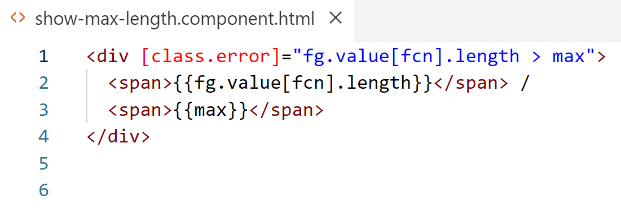 <> show-max-length.component.html ×
1 <div [class.error]="fg.value[fcn].length > max">
2   <span>{{fg.value[fcn].length}}</span> /
3   <span>{{max}}</span>
4 </div>
5
6